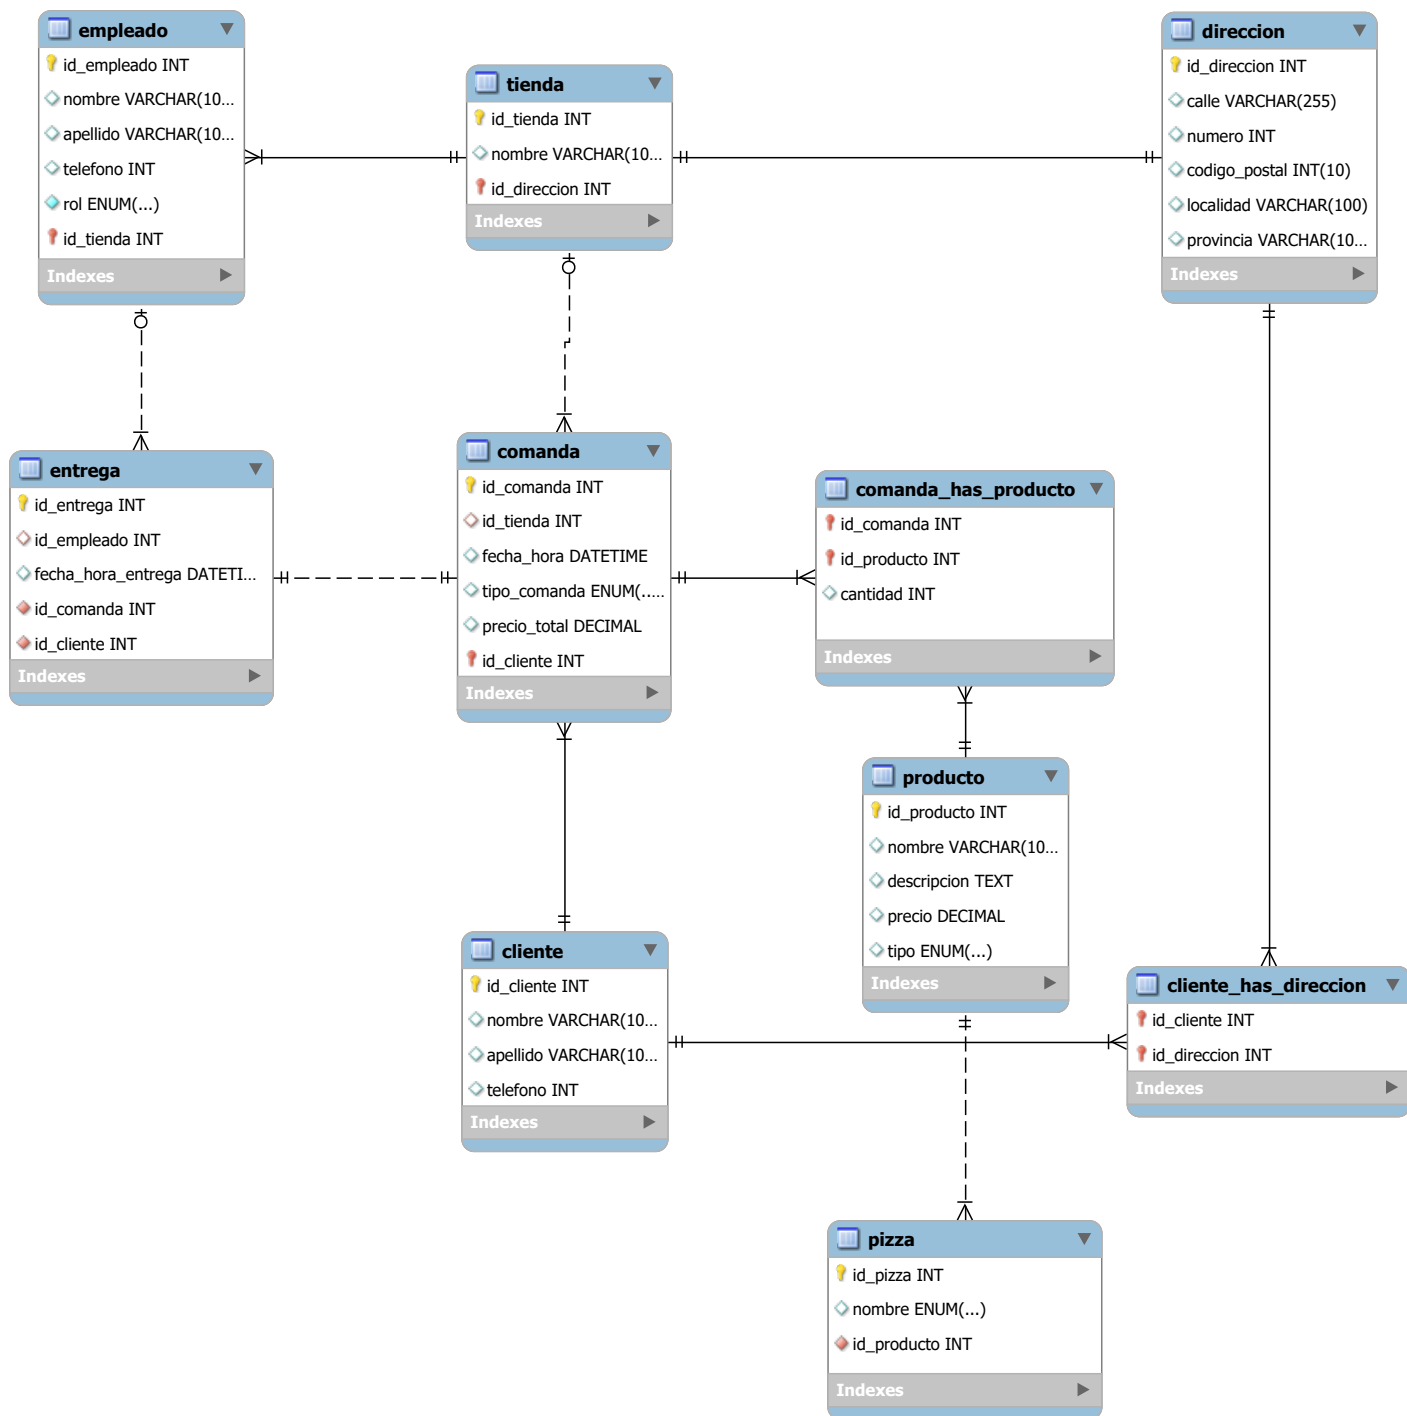 empleado
id_empleado INT
nombre VARCHAR(10...
apellido VARCHAR(10...
telefono INT
rol ENUM(...)
id_tienda INT
Indexes
tienda
id_tienda INT
nombre VARCHAR(10...
id_direccion INT
Indexes
direccion
id_direccion INT
calle VARCHAR(255)
numero INT
codigo_postal INT(10)
localidad VARCHAR(100)
provincia VARCHAR(10...
Indexes
entrega
id_entrega INT
id_empleado INT
fecha_hora_entrega DATETI...
id_comanda INT
id_cliente INT
Indexes
comanda
id_comanda INT
id_tienda INT
fecha_hora DATETIME
tipo_comanda ENUM(.....
precio_total DECIMAL
id_cliente INT
Indexes
comanda_has_producto
id_comanda INT
id_producto INT
cantidad INT
Indexes
producto
id_producto INT
nombre VARCHAR(10...
descripcion TEXT
precio DECIMAL
tipo ENUM(...)
Indexes
cliente
id_cliente INT
nombre VARCHAR(10...
apellido VARCHAR(10...
telefono INT
Indexes
cliente_has_direccion
id_cliente INT
id_direccion INT
Indexes
pizza
id_pizza INT
nombre ENUM(...)
id_producto INT
Indexes